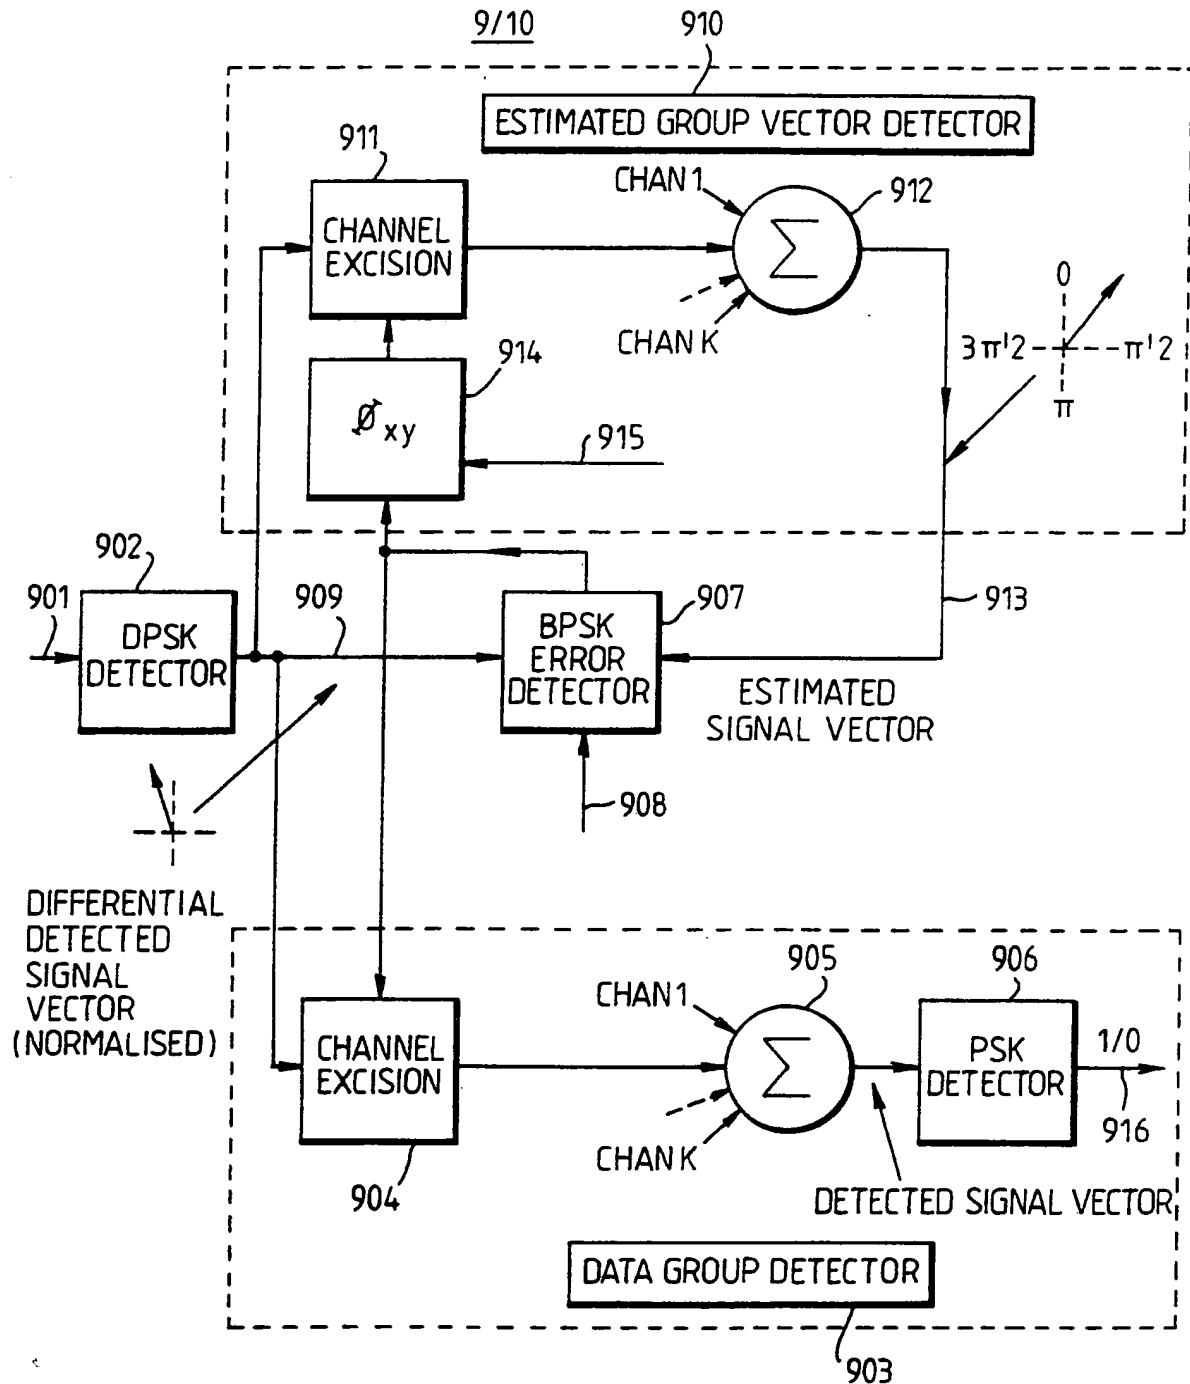 9/10
910
ESTIMATED GROUP VECTOR DETECTOR
911
CHANNEL
EXCISION
CHAN 1
912
Σ
CHAN K
0
3π'2
π'2
π
914
Øxy
915
902
901
DPSK
DETECTOR
909
BPSK
ERROR
DETECTOR
907
913
ESTIMATED
SIGNAL VECTOR
908
DIFFERENTIAL
DETECTED
SIGNAL
VECTOR
(NORMALISED)
CHANNEL
EXCISION
904
CHAN 1
905
Σ
CHAN K
906
PSK
DETECTOR
1/0
916
DETECTED SIGNAL VECTOR
DATA GROUP DETECTOR
903